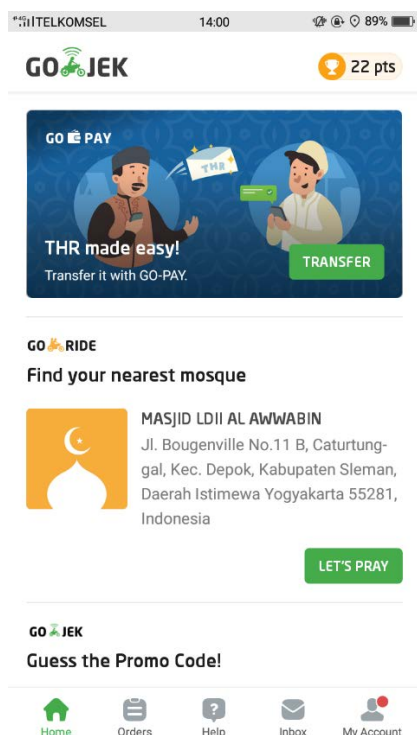 4G TELKOMSEL 14:00 89%
GO JEK 22 pts
GO PAY
THR
THR made easy!
Transfer it with GO-PAY.
TRANSFER
GO RIDE
Find your nearest mosque
MASJID LDII AL AWWABIN
Jl. Bougenville No.11 B, Caturtung-
gal, Kec. Depok, Kabupaten Sleman,
Daerah Istimewa Yogyakarta 55281,
Indonesia
LET'S PRAY
GO JEK
Guess the Promo Code!
Home Orders Help Inbox My Account